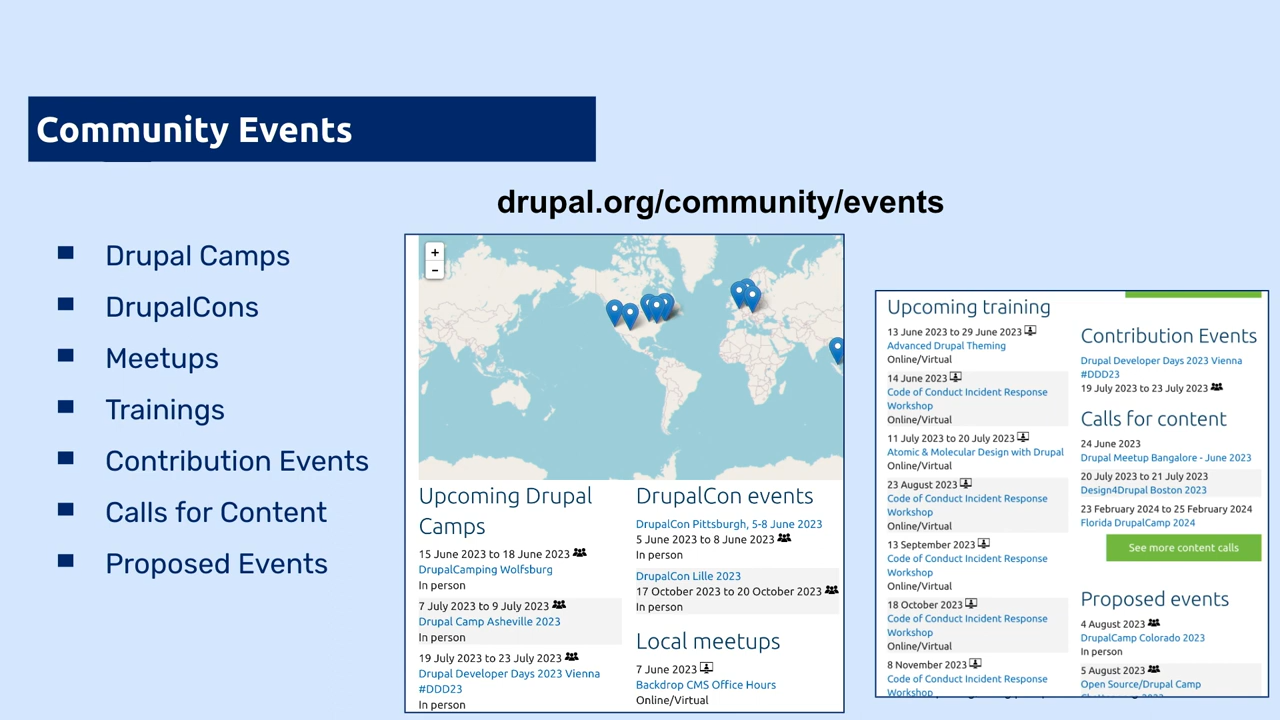 Community Events
drupal.org/community/events
Drupal Camps
DrupalCons
Meetups
Trainings
Contribution Events
Calls for Content
Proposed Events
+
-
Upcoming Drupal
Camps
15 June 2023 to 18 June 2023
DrupalCamping Wolfsburg
In person
7 July 2023 to 9 July 2023
Drupal Camp Asheville 2023
In person
19 July 2023 to 23 July 2023
Drupal Developer Days 2023 Vienna
#DDD23
In person
DrupalCon events
DrupalCon Pittsburgh, 5-8 June 2023
5 June 2023 to 8 June 2023
In person
DrupalCon Lille 2023
17 October 2023 to 20 October 2023
In person
Local meetups
7 June 2023
Backdrop CMS Office Hours
Online/Virtual
Upcoming training
13 June 2023 to 29 June 2023
Advanced Drupal Theming
Online/Virtual
14 June 2023
Code of Conduct Incident Response
Workshop
Online/Virtual
11 July 2023 to 20 July 2023
Atomic & Molecular Design with Drupal
Online/Virtual
23 August 2023
Code of Conduct Incident Response
Workshop
Online/Virtual
13 September 2023
Code of Conduct Incident Response
Workshop
Online/Virtual
18 October 2023
Code of Conduct Incident Response
Workshop
Online/Virtual
8 November 2023
Code of Conduct Incident Response
Workshop
Contribution Events
Drupal Developer Days 2023 Vienna
#DDD23
19 July 2023 to 23 July 2023
Calls for content
24 June 2023
Drupal Meetup Bangalore - June 2023
20 July 2023 to 21 July 2023
Design4Drupal Boston 2023
23 February 2024 to 25 February 2024
Florida DrupalCamp 2024
See more content calls
Proposed events
4 August 2023
DrupalCamp Colorado 2023
In person
5 August 2023
Open Source/Drupal Camp